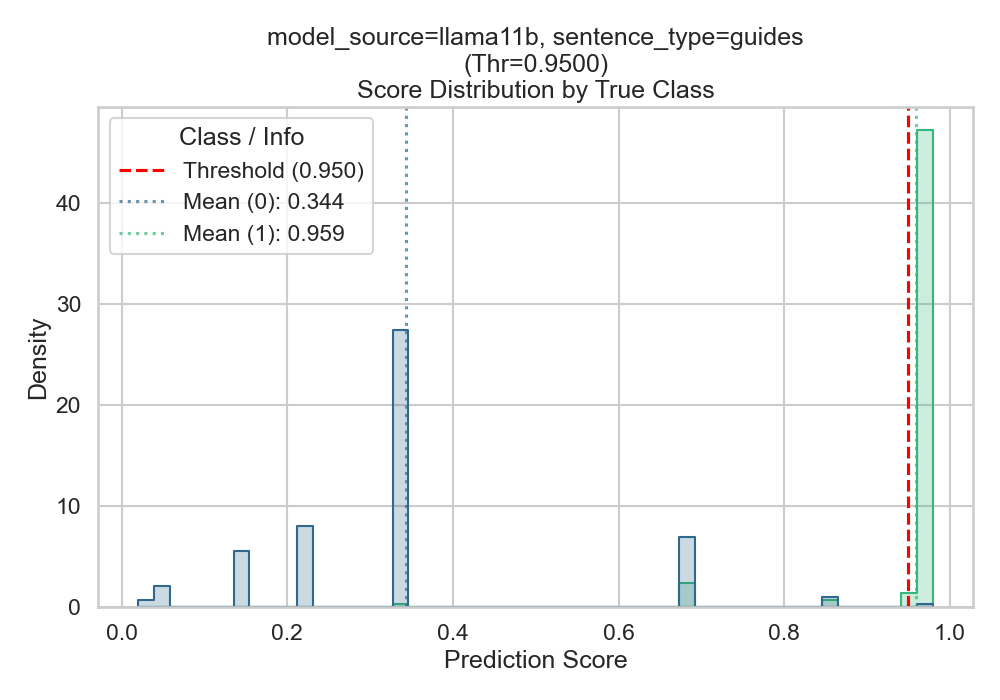 model_source=llama11b, sentence_type=guides
(Thr=0.9500)
Score Distribution by True Class
Class / Info
Threshold (0.950)
Mean (0): 0.344
Mean (1): 0.959
Density
40
30
20
10
0
0.0 0.2 0.4 0.6 0.8 1.0
Prediction Score